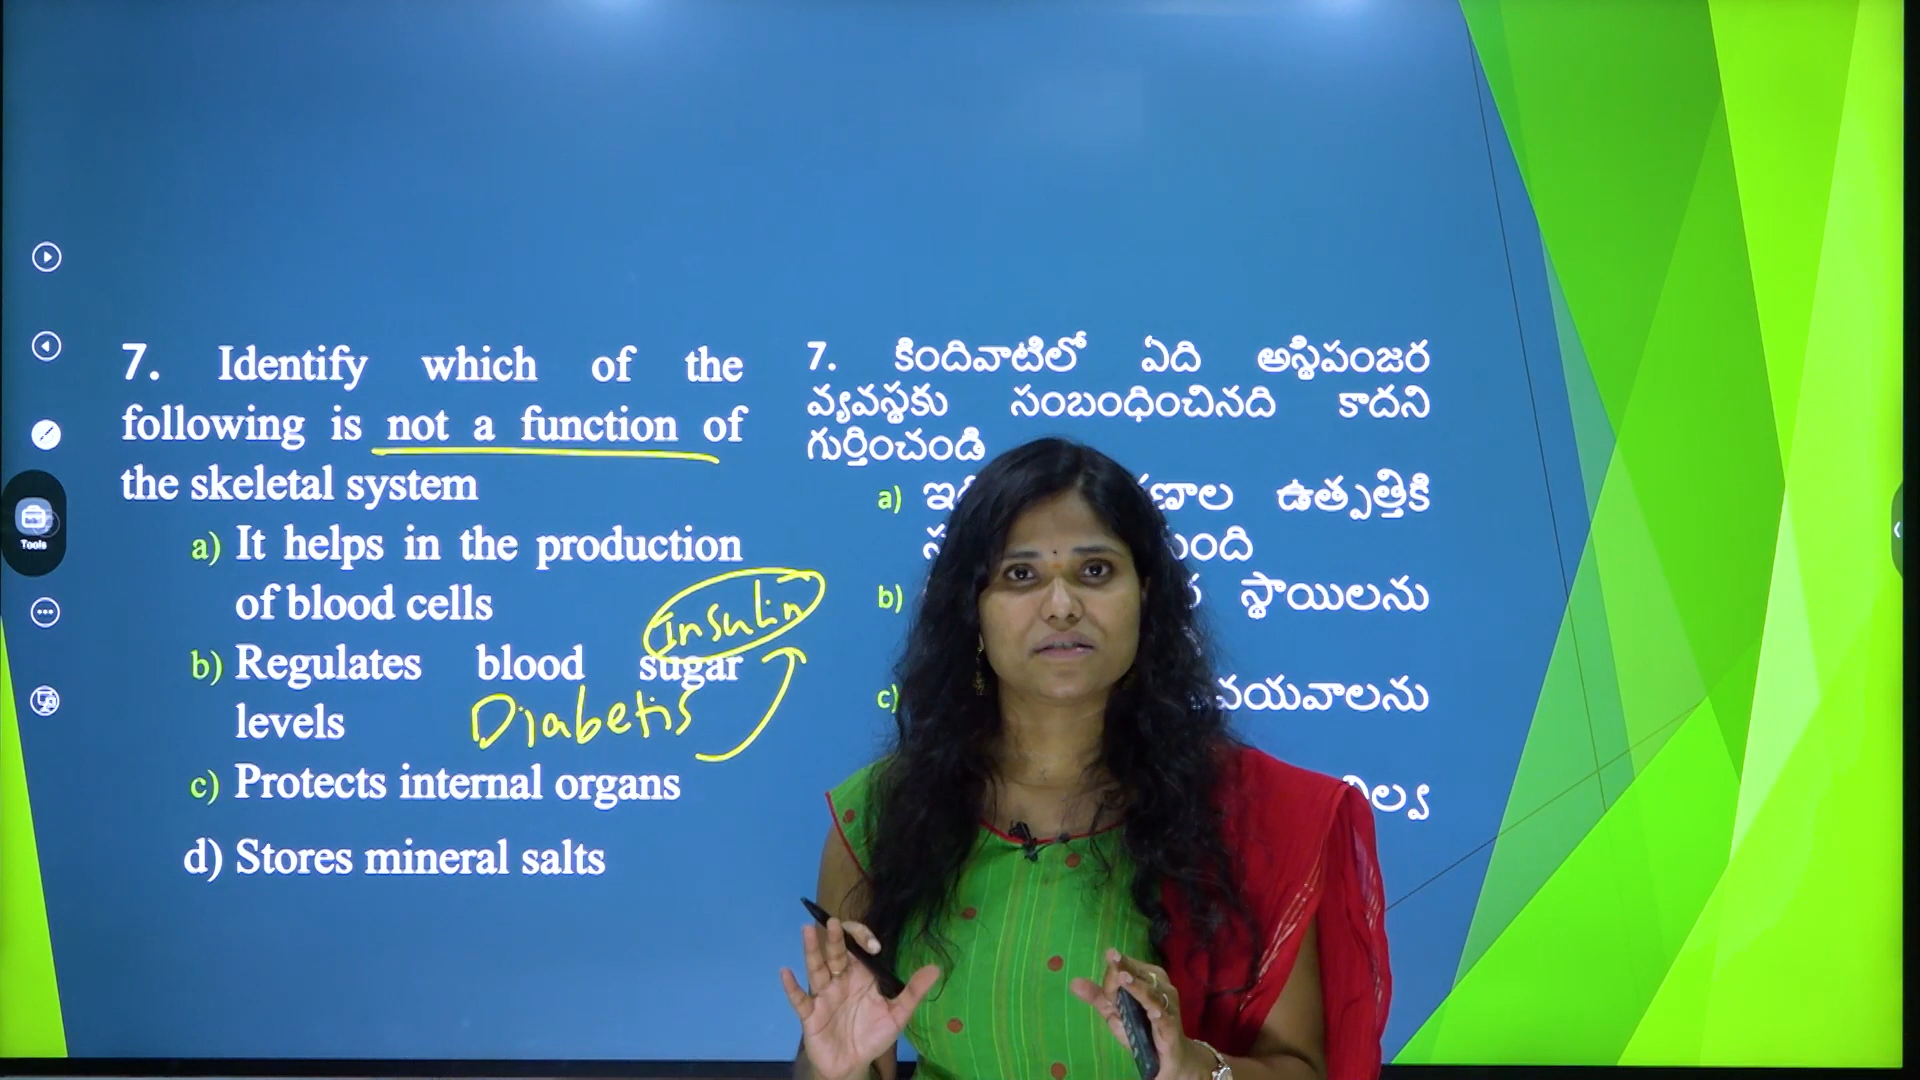 7. Identify which of the
following is not a function of
the skeletal system
a) It helps in the production
of blood cells
insulin
b) Regulates blood sugar
levels
Diabetis
c) Protects internal organs
d) Stores mineral salts
7. కిందివాటిలో ఏది అస్థిపంజర
వ్యవస్థకు సంబంధించినది కాదని
గుర్తించండి
a) ఉత్పత్తికి
b) స్థాయిలను
c)
Tools